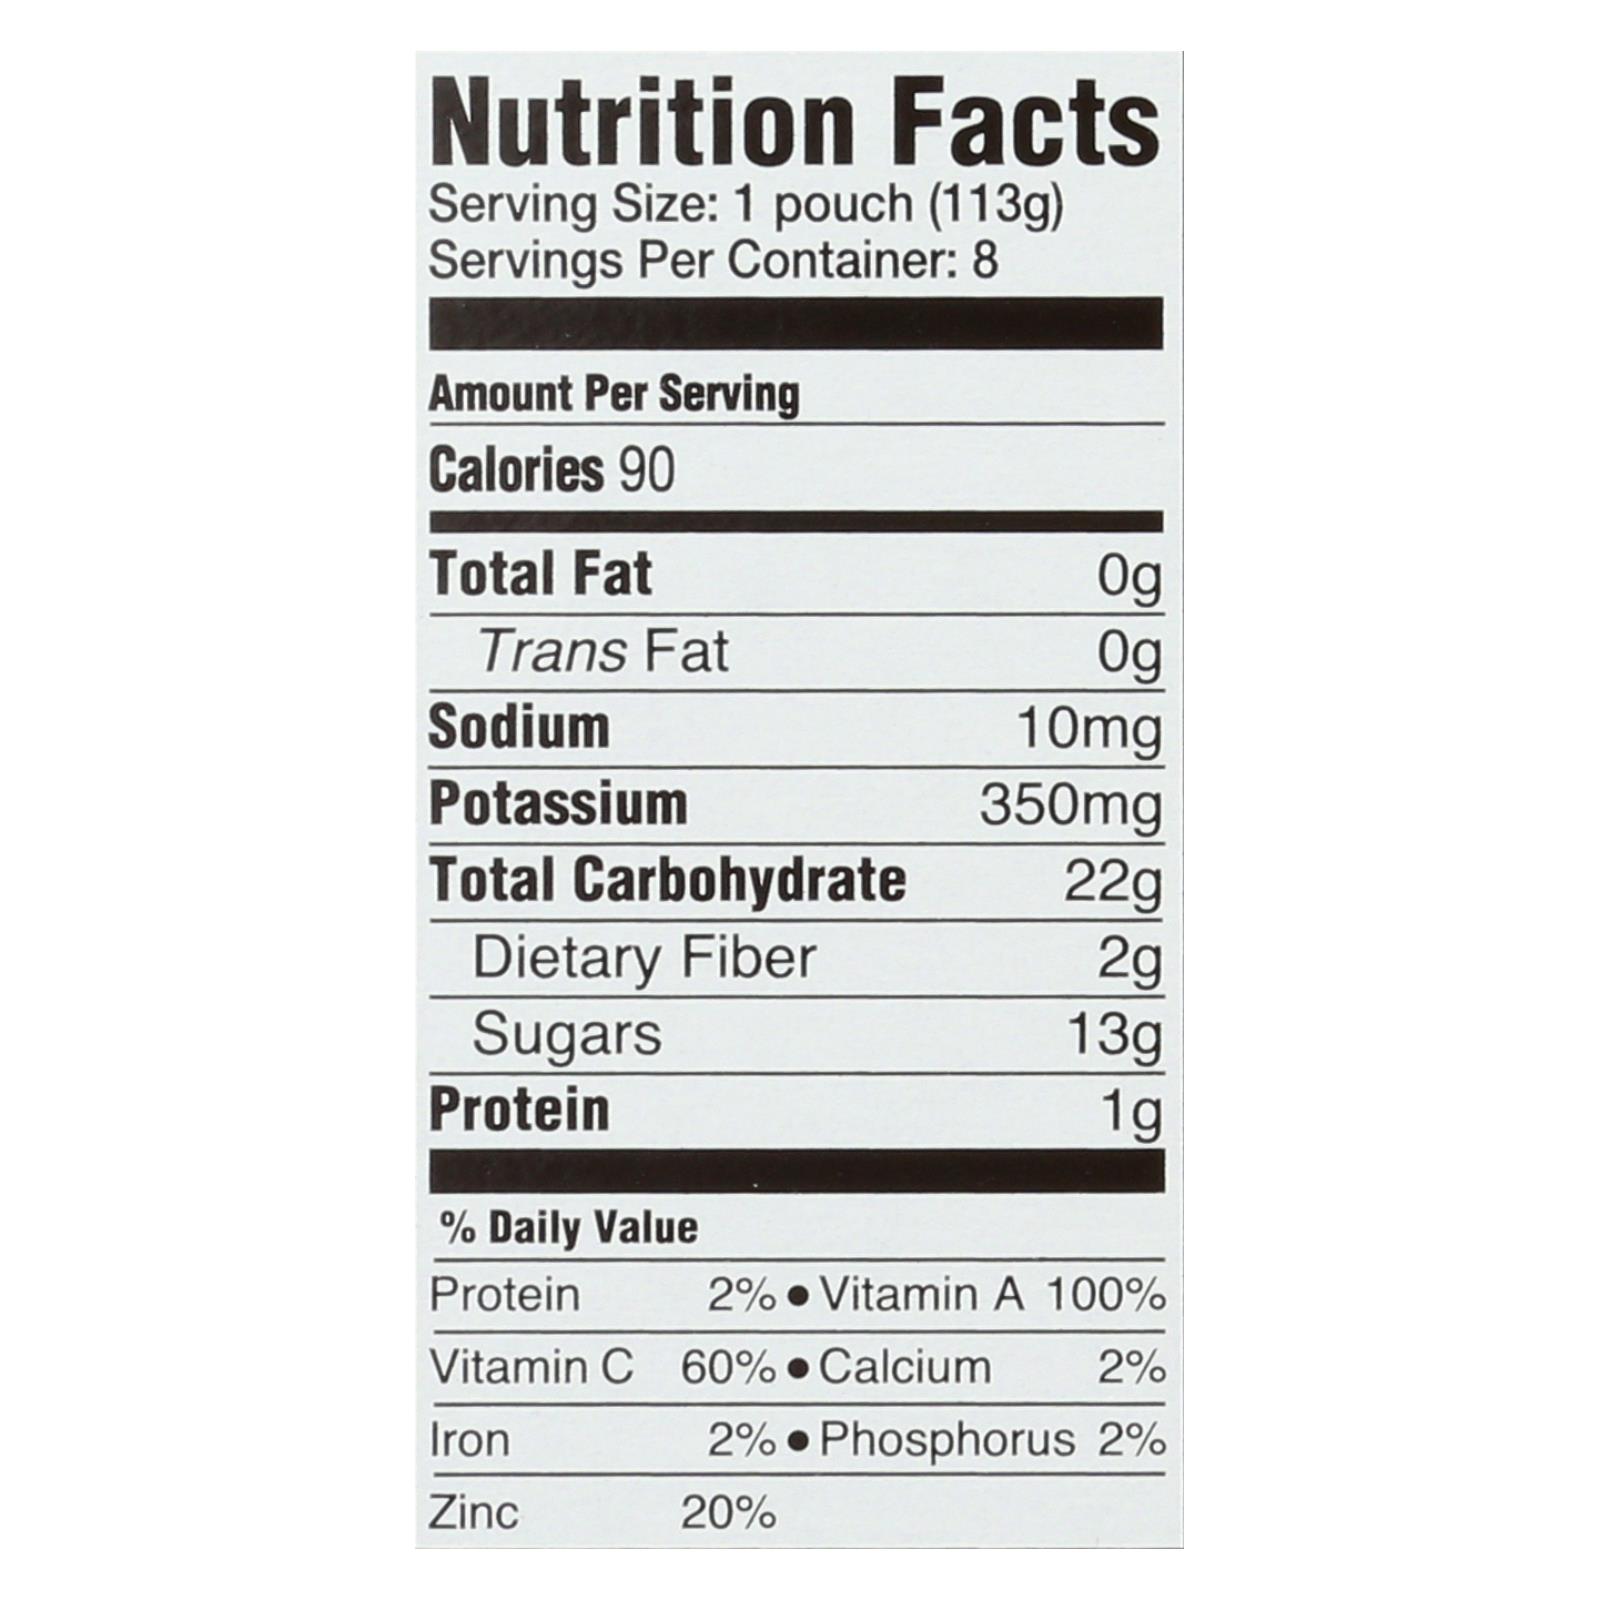 Nutrition Facts
Serving Size: 1 pouch (113g)
Servings Per Container: 8
Amount Per Serving
Calories 90
Total Fat 0g
Trans Fat 0g
Sodium 10mg
Potassium 350mg
Total Carbohydrate 22g
Dietary Fiber 2g
Sugars 13g
Protein 1g
% Daily Value
Protein 2% ● Vitamin A 100%
Vitamin C 60% ● Calcium 2%
Iron 2% ● Phosphorus 2%
Zinc 20%